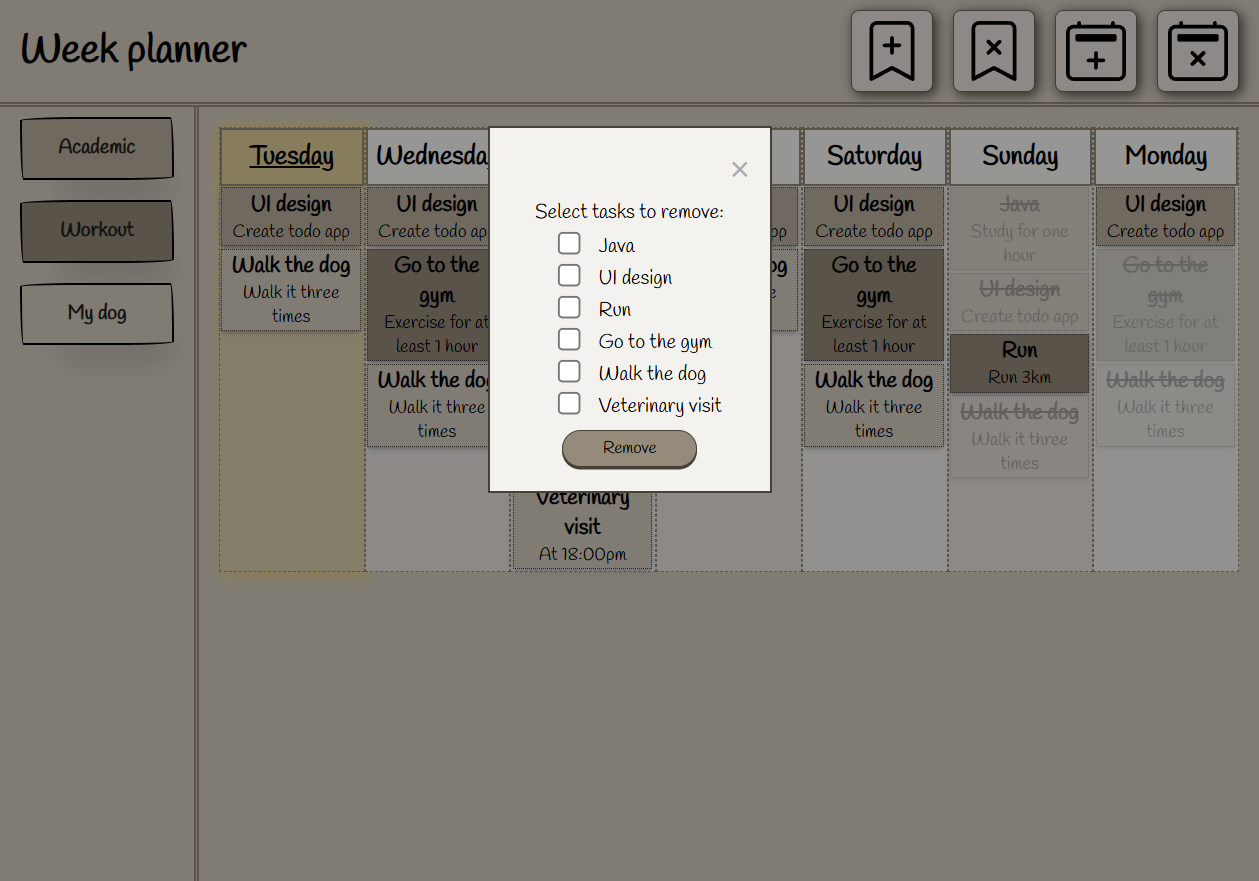 Week planner
Academic
Workout
My dog
Tuesday
UI design
Create todo app
Walk the dog
Walk it three
times
UI design
Create todo app
Go to the
gym
Exercise for at
least 1 hour
Walk the dog
Walk it three
times
Select tasks to remove:
Java
UI design
Run
Go to the gym
Walk the dog
Veterinary visit
Remove
Veterinary
visit
At 18:00pm
Saturday
UI design
Create todo app
Go to the
gym
Exercise for at
least 1 hour
Walk the dog
Walk it three
times
Sunday
Java
Study for one
hour
UI design
Create todo app
Run
Run 3km
Walk the dog
Walk it three
times
Monday
UI design
Create todo app
Go to the
gym
Exercise for at
least 1 hour
Walk the dog
Walk it three
times